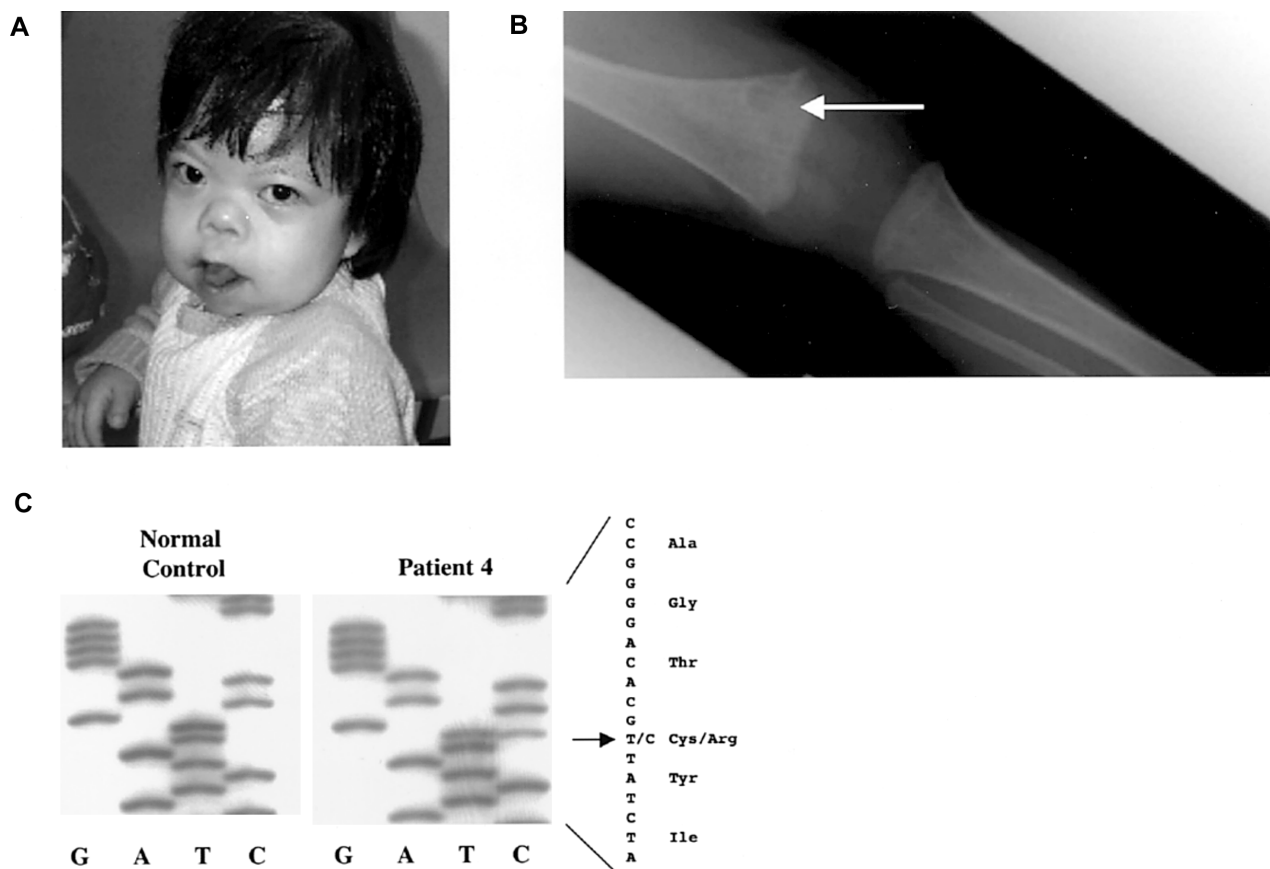 A
B
C
Normal
Control
Patient 4
G A T C
G A T C
C
C Ala
G
G
G Gly
G
A
C Thr
A
C
G
T/C Cys/Arg
T
A Tyr
T
C
T Ile
A